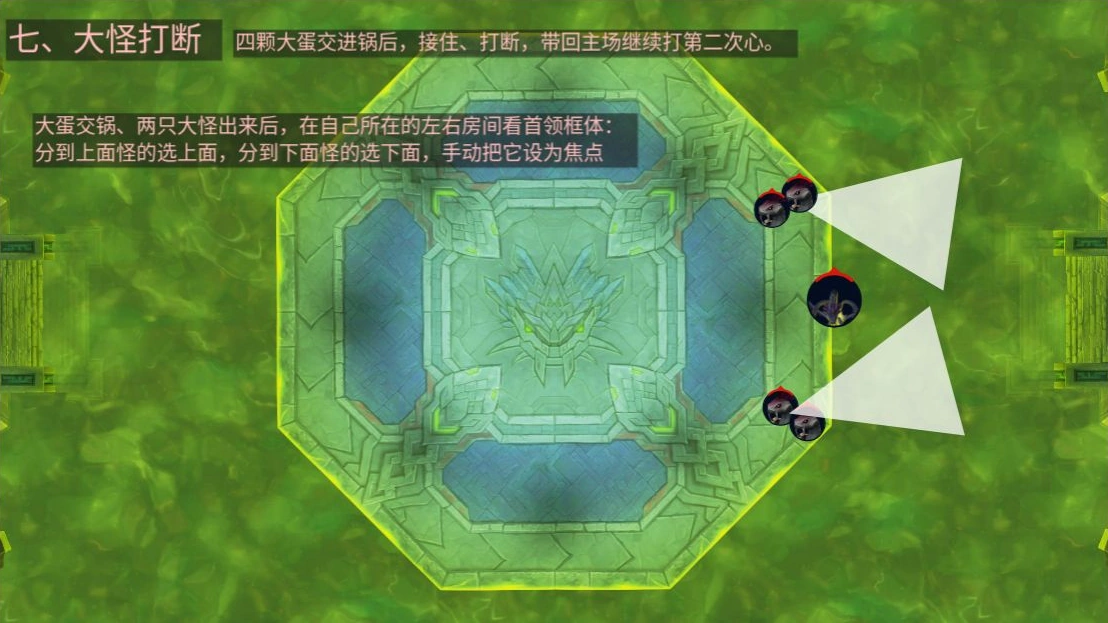 七、大怪打断
四颗大蛋交进锅后，接住、打断，带回主场继续打第二次心。
大蛋交锅、两只大怪出来后，在自己所在的左右房间看首领框体：
分到上面怪的选上面，分到下面怪的选下面，手动把它设为焦点